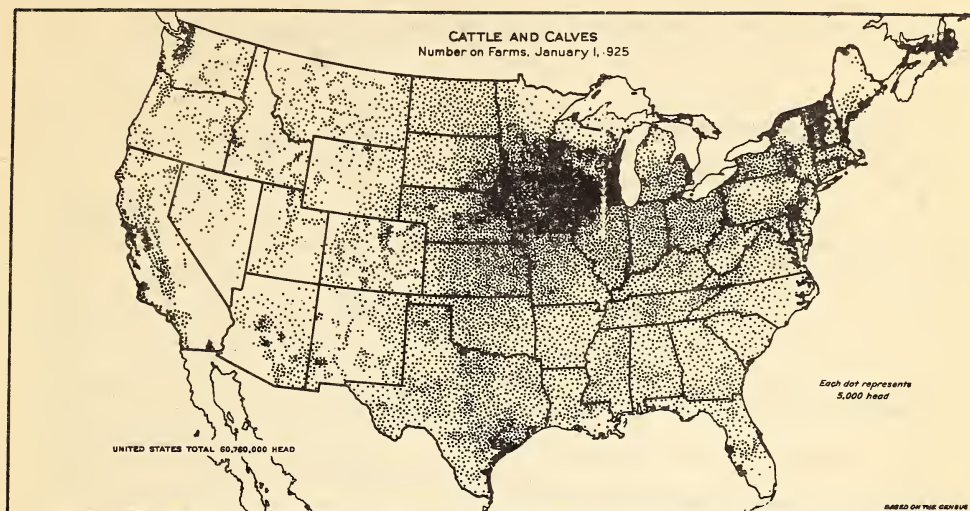 CATTLE AND CALVES
Number on Farms, January 1, 925
Each dot represents
5,000 head
UNITED STATES TOTAL 60,760,000 HEAD
BASED ON THE CENSUS